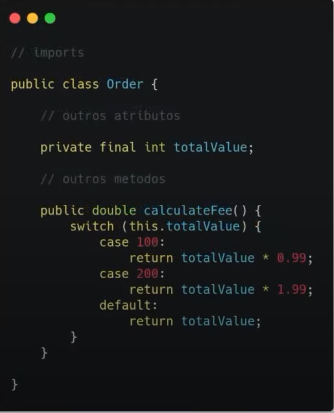 // imports
public class Order {
// outros atributos
private final int totalValue;
// outros metodos
public double calculateFee() {
switch (this.totalValue) {
case 100:
return totalValue * 0.99;
case 200:
return totalValue * 1.99;
default:
return totalValue;
}
}
}